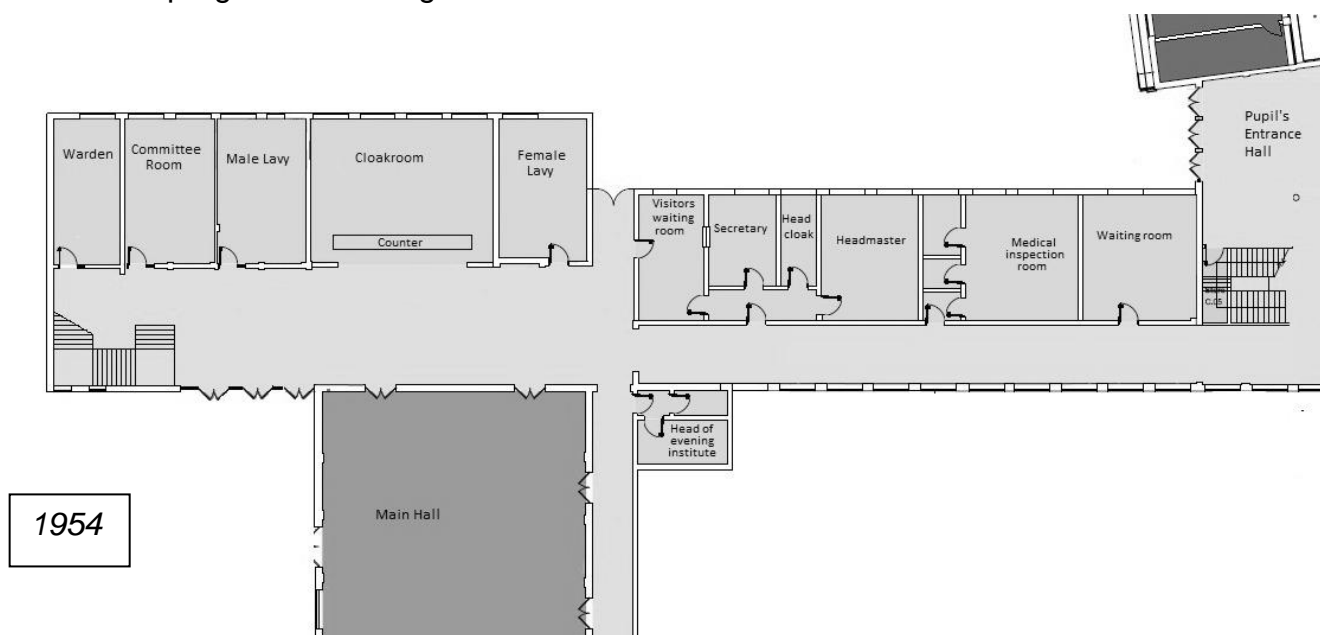 Pupil's
Entrance
Hall
Warden
Committee
Room
Male Lavy
Cloakroom
Female
Lavy
Counter
Visitors
waiting
room
Secretary
Head
cloak
Headmaster
Medical
inspection
room
Waiting room
C.05
Head of
evening
institute
Main Hall
1954